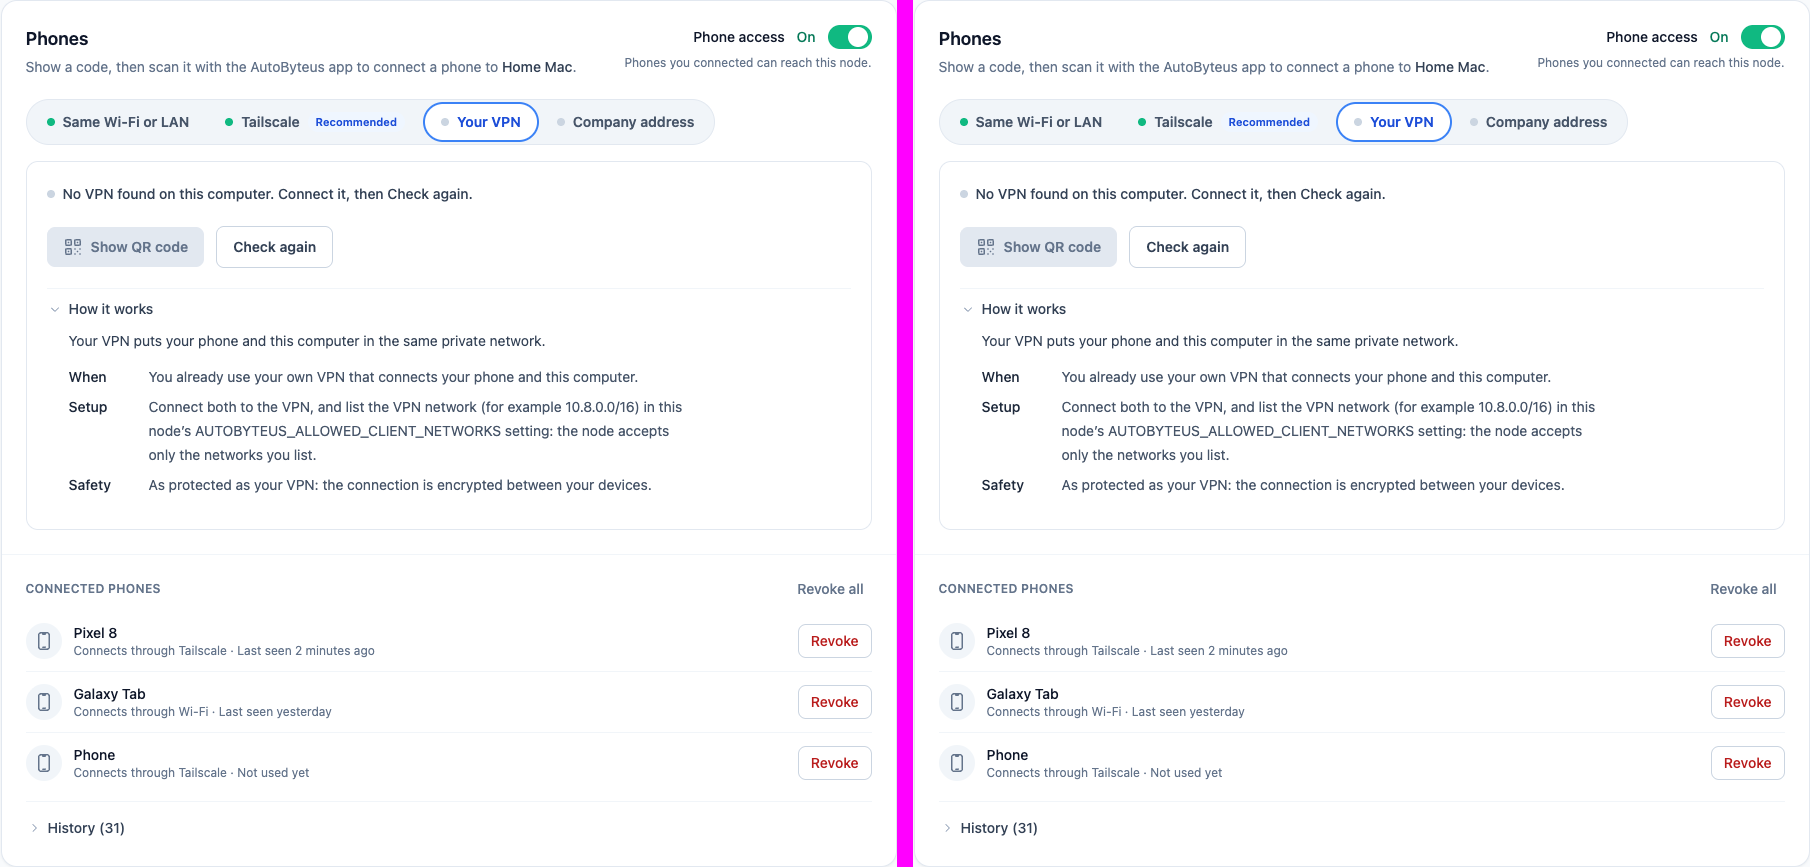 Phones
Phone access On
Show a code, then scan it with the AutoByteus app to connect a phone to Home Mac.
Phones you connected can reach this node.
Same Wi-Fi or LAN
Tailscale Recommended
Your VPN
Company address
No VPN found on this computer. Connect it, then Check again.
Show QR code
Check again
How it works
Your VPN puts your phone and this computer in the same private network.
When You already use your own VPN that connects your phone and this computer.
Setup Connect both to the VPN, and list the VPN network (for example 10.8.0.0/16) in this
node’s AUTOBYTEUS_ALLOWED_CLIENT_NETWORKS setting: the node accepts
only the networks you list.
Safety As protected as your VPN: the connection is encrypted between your devices.
CONNECTED PHONES
Revoke all
Pixel 8
Connects through Tailscale · Last seen 2 minutes ago
Revoke
Galaxy Tab
Connects through Wi-Fi · Last seen yesterday
Revoke
Phone
Connects through Tailscale · Not used yet
Revoke
History (31)
Phones
Phone access On
Show a code, then scan it with the AutoByteus app to connect a phone to Home Mac.
Phones you connected can reach this node.
Same Wi-Fi or LAN
Tailscale Recommended
Your VPN
Company address
No VPN found on this computer. Connect it, then Check again.
Show QR code
Check again
How it works
Your VPN puts your phone and this computer in the same private network.
When You already use your own VPN that connects your phone and this computer.
Setup Connect both to the VPN, and list the VPN network (for example 10.8.0.0/16) in this
node’s AUTOBYTEUS_ALLOWED_CLIENT_NETWORKS setting: the node accepts
only the networks you list.
Safety As protected as your VPN: the connection is encrypted between your devices.
CONNECTED PHONES
Revoke all
Pixel 8
Connects through Tailscale · Last seen 2 minutes ago
Revoke
Galaxy Tab
Connects through Wi-Fi · Last seen yesterday
Revoke
Phone
Connects through Tailscale · Not used yet
Revoke
History (31)